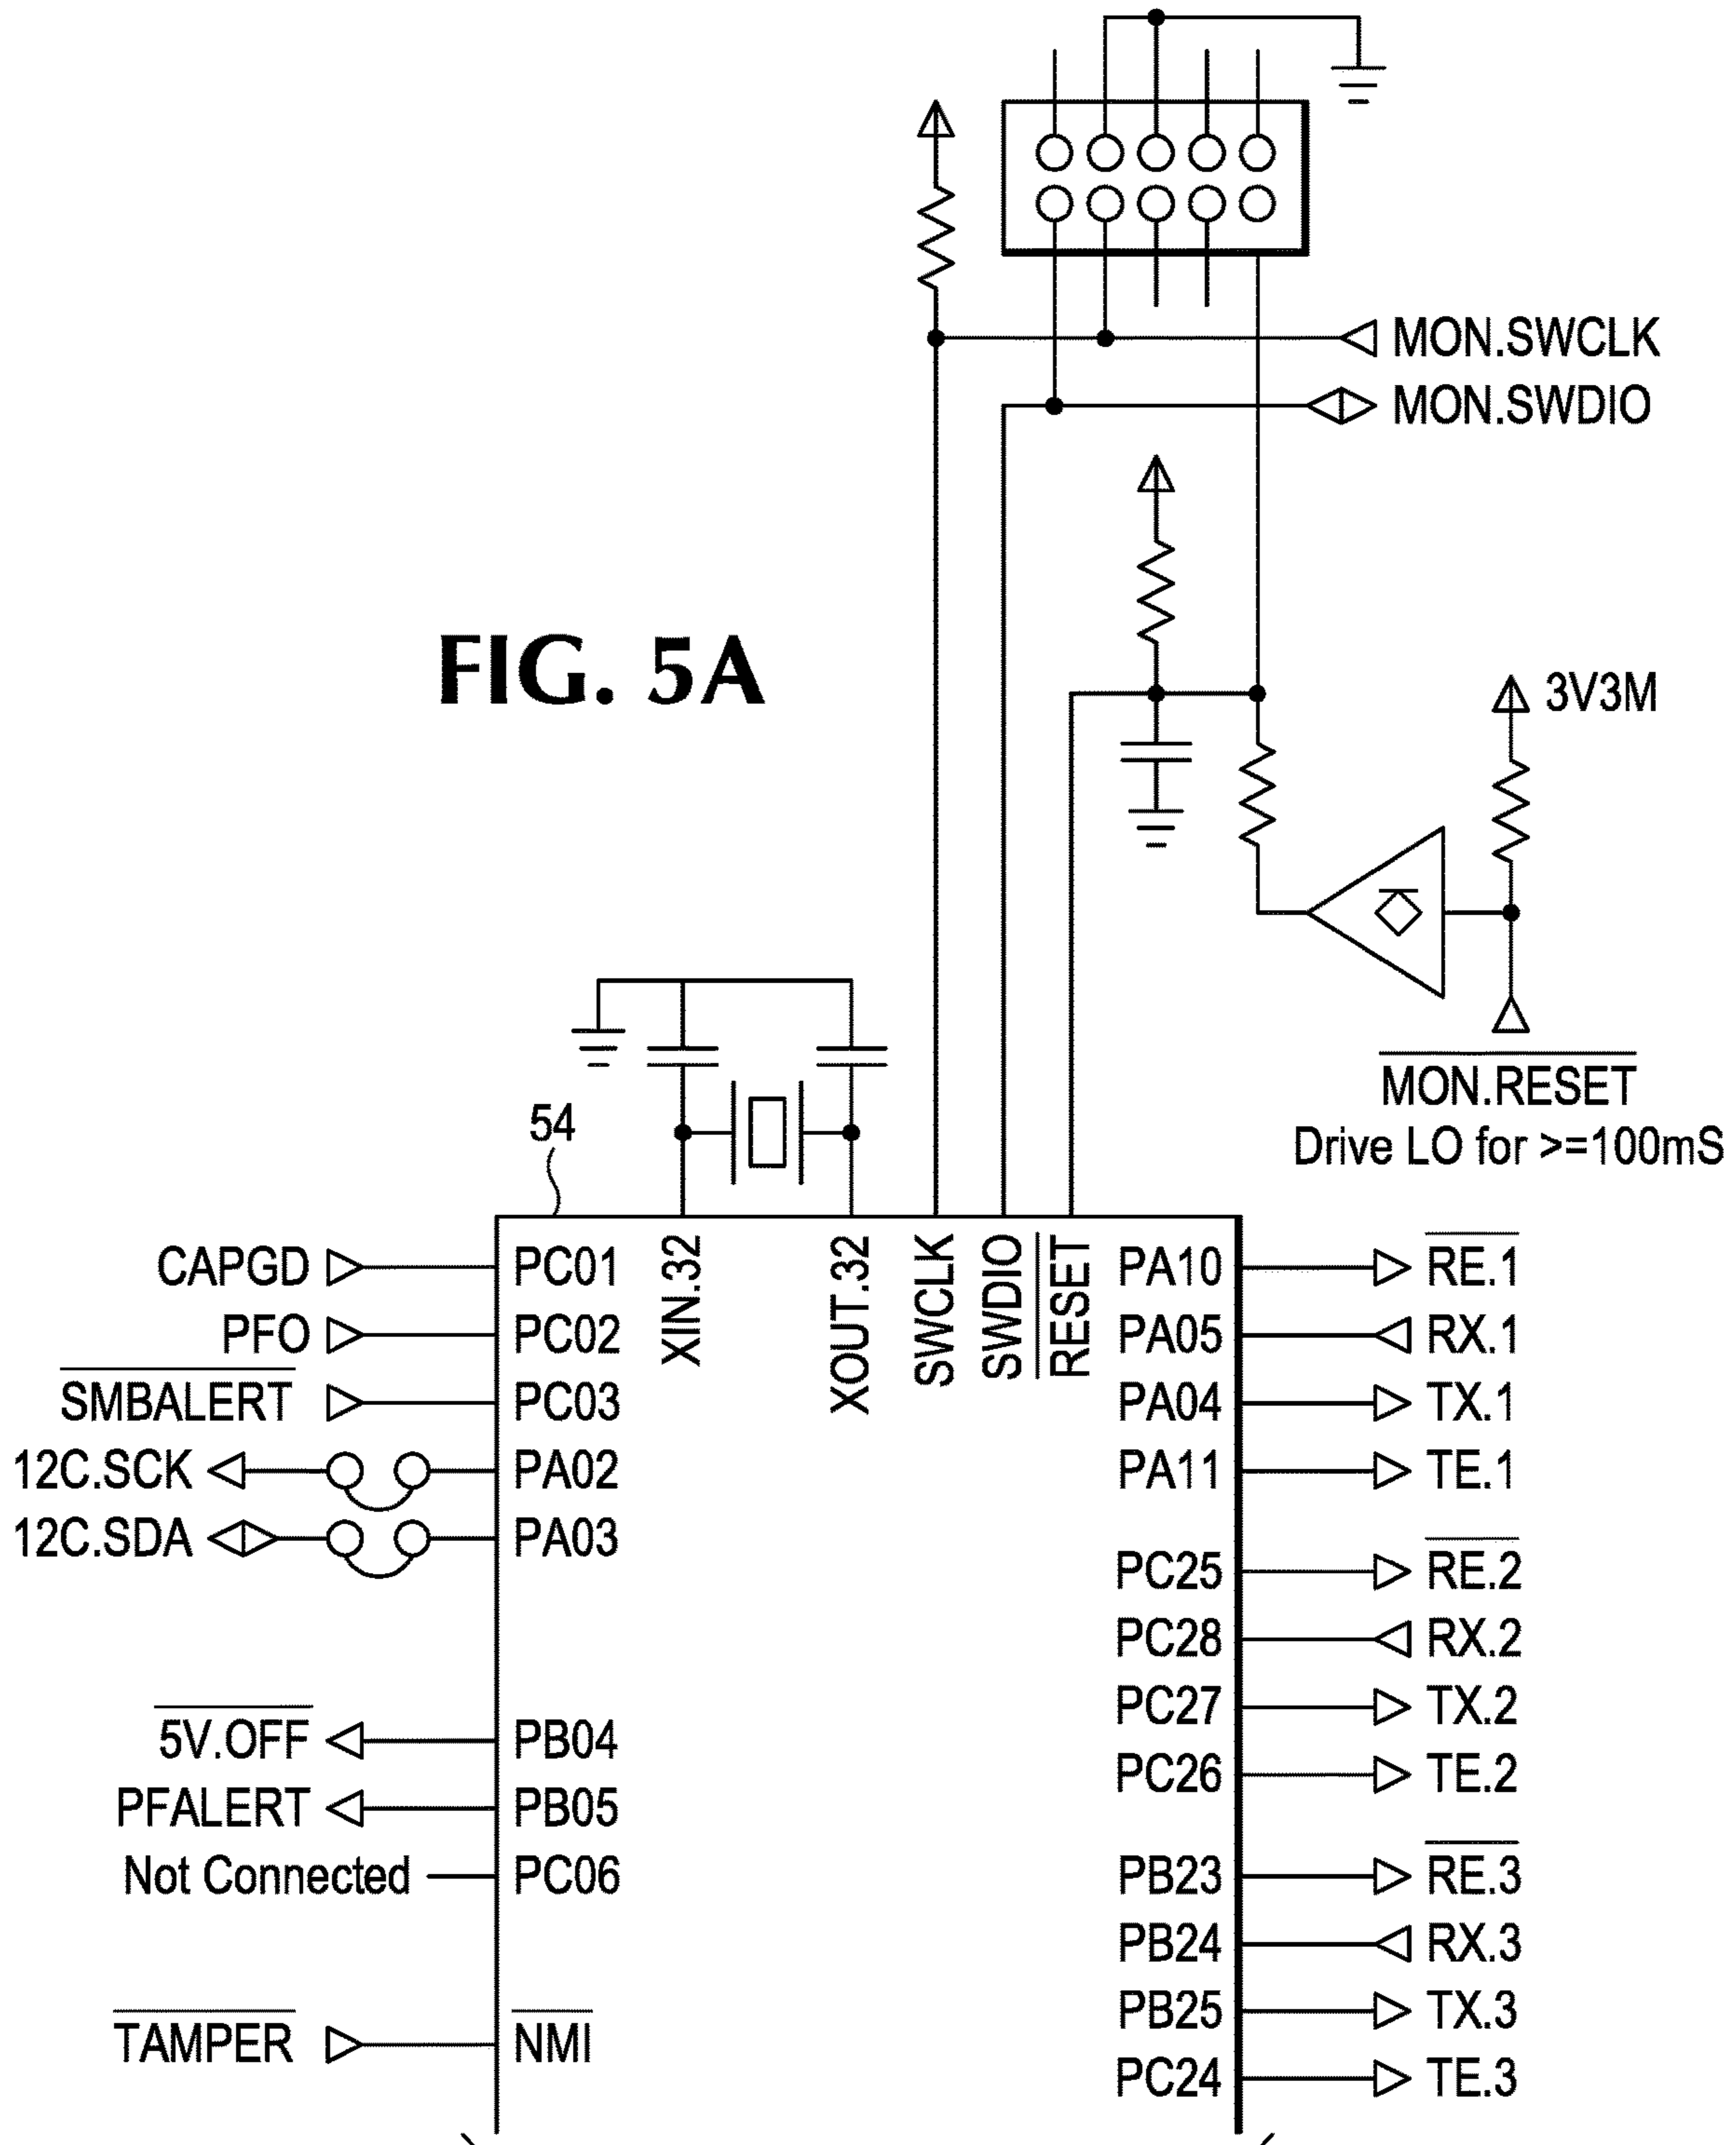 MON.SWCLK
MON.SWDIO
FIG. 5A
3V3M
MON.RESET
Drive LO for >=100mS
54
CAPGD PC01 XIN.32 XOUT.32 SWCLK SWDIO RESET PA10 RE.1
PFO PC02 PA05 RX.1
SMBALERT PC03 PA04 TX.1
12C.SCK PA02 PA11 TE.1
12C.SDA PA03
PC25 RE.2
PC28 RX.2
5V.OFF PB04 PC27 TX.2
PFALERT PB05 PC26 TE.2
Not Connected PC06 PB23 RE.3
PB24 RX.3
TAMPER NMI PB25 TX.3
PC24 TE.3